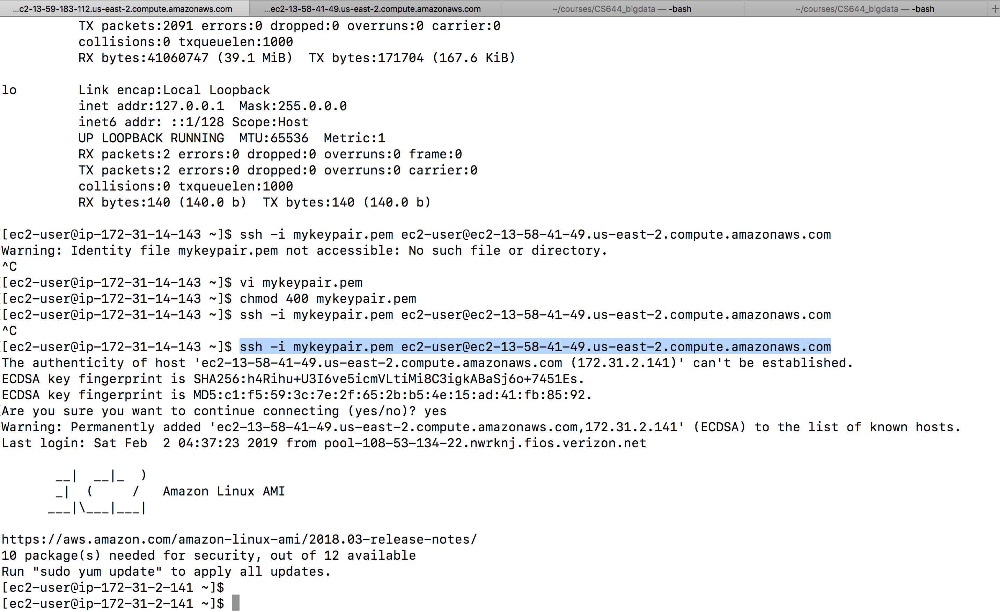 ...c2-13-59-183-112.us-east-2.compute.amazonaws.com ...ec2-13-58-41-49.us-east-2.compute.amazonaws.com ~/courses/CS644_bigdata — -bash ~/courses/CS644_bigdata — -bash +
TX packets:2091 errors:0 dropped:0 overruns:0 carrier:0
collisions:0 txqueuelen:1000
RX bytes:41060747 (39.1 MiB)  TX bytes:171704 (167.6 KiB)
lo        Link encap:Local Loopback
inet addr:127.0.0.1  Mask:255.0.0.0
inet6 addr: ::1/128 Scope:Host
UP LOOPBACK RUNNING  MTU:65536  Metric:1
RX packets:2 errors:0 dropped:0 overruns:0 frame:0
TX packets:2 errors:0 dropped:0 overruns:0 carrier:0
collisions:0 txqueuelen:1000
RX bytes:140 (140.0 b)  TX bytes:140 (140.0 b)
[ec2-user@ip-172-31-14-143 ~]$ ssh -i mykeypair.pem ec2-user@ec2-13-58-41-49.us-east-2.compute.amazonaws.com
Warning: Identity file mykeypair.pem not accessible: No such file or directory.
^C
[ec2-user@ip-172-31-14-143 ~]$ vi mykeypair.pem
[ec2-user@ip-172-31-14-143 ~]$ chmod 400 mykeypair.pem
[ec2-user@ip-172-31-14-143 ~]$ ssh -i mykeypair.pem ec2-user@ec2-13-58-41-49.us-east-2.compute.amazonaws.com
^C
[ec2-user@ip-172-31-14-143 ~]$ ssh -i mykeypair.pem ec2-user@ec2-13-58-41-49.us-east-2.compute.amazonaws.com
The authenticity of host 'ec2-13-58-41-49.us-east-2.compute.amazonaws.com (172.31.2.141)' can't be established.
ECDSA key fingerprint is SHA256:h4Rihu+U3I6ve5icmVLtiMi8C3igkABaSj6o+7451Es.
ECDSA key fingerprint is MD5:c1:f5:59:3c:7e:2f:65:2b:b5:4e:15:ad:41:fb:85:92.
Are you sure you want to continue connecting (yes/no)? yes
Warning: Permanently added 'ec2-13-58-41-49.us-east-2.compute.amazonaws.com,172.31.2.141' (ECDSA) to the list of known hosts.
Last login: Sat Feb  2 04:37:23 2019 from pool-108-53-134-22.nwrknj.fios.verizon.net
       __|  __|_  )
       _|  (     /   Amazon Linux AMI
      ___|\___|___|
https://aws.amazon.com/amazon-linux-ami/2018.03-release-notes/
10 package(s) needed for security, out of 12 available
Run "sudo yum update" to apply all updates.
[ec2-user@ip-172-31-2-141 ~]$
[ec2-user@ip-172-31-2-141 ~]$